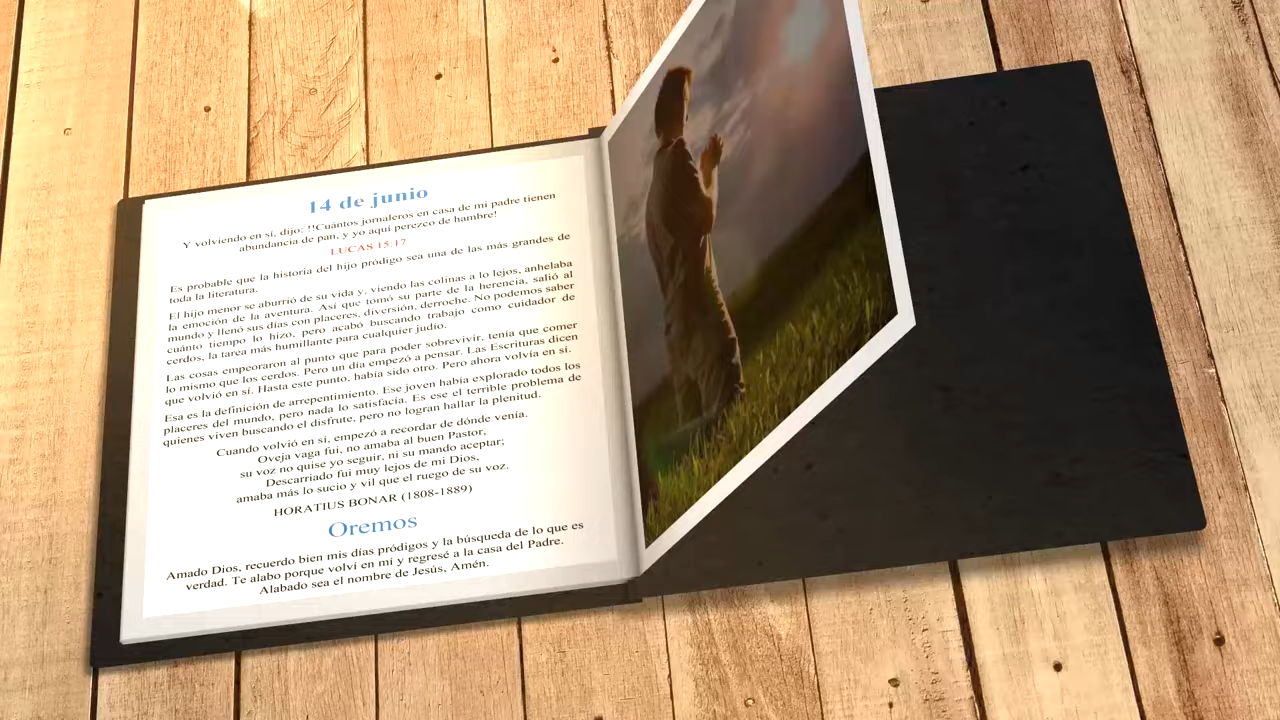 14 de junio
Y volviendo en sí, dijo: !!Cuántos jornaleros en casa de mi padre tienen
abundancia de pan, y yo aquí perezco de hambre!
LUCAS 15:17
Es probable que la historia del hijo pródigo sea una de las más grandes de
toda la literatura.
El hijo menor se aburrió de su vida y, viendo las colinas a lo lejos, anhelaba
la emoción de la aventura. Así que tomó su parte de la herencia, salió al
mundo y llenó sus días con placeres, diversión, derroche. No podemos saber
cuánto tiempo lo hizo, pero acabó buscando trabajo como cuidador de
cerdos, la tarea más humillante para cualquier judío.
Las cosas empeoraron al punto que para poder sobrevivir, tenía que comer
lo mismo que los cerdos. Pero un día empezó a pensar. Las Escrituras dicen
que volvió en sí. Hasta este punto, había sido otro. Pero ahora volvía en sí.
Esa es la definición de arrepentimiento. Ese joven había explorado todos los
placeres del mundo, pero nada lo satisfacía. Es ese el terrible problema de
quienes viven buscando el disfrute, pero no logran hallar la plenitud.
Cuando volvió en sí, empezó a recordar de dónde venía.
Oveja vaga fui, no amaba al buen Pastor,
su voz no quise yo seguir, ni su mando aceptar;
Descarriado fui muy lejos de mi Dios,
amaba más lo sucio y vil que el ruego de su voz.
HORATIUS BONAR (1808-1889)
Oremos
Amado Dios, recuerdo bien mis días pródigos y la búsqueda de lo que es
verdad. Te alabo porque volví en mí y regresé a la casa del Padre.
Alabado sea el nombre de Jesús, Amén.